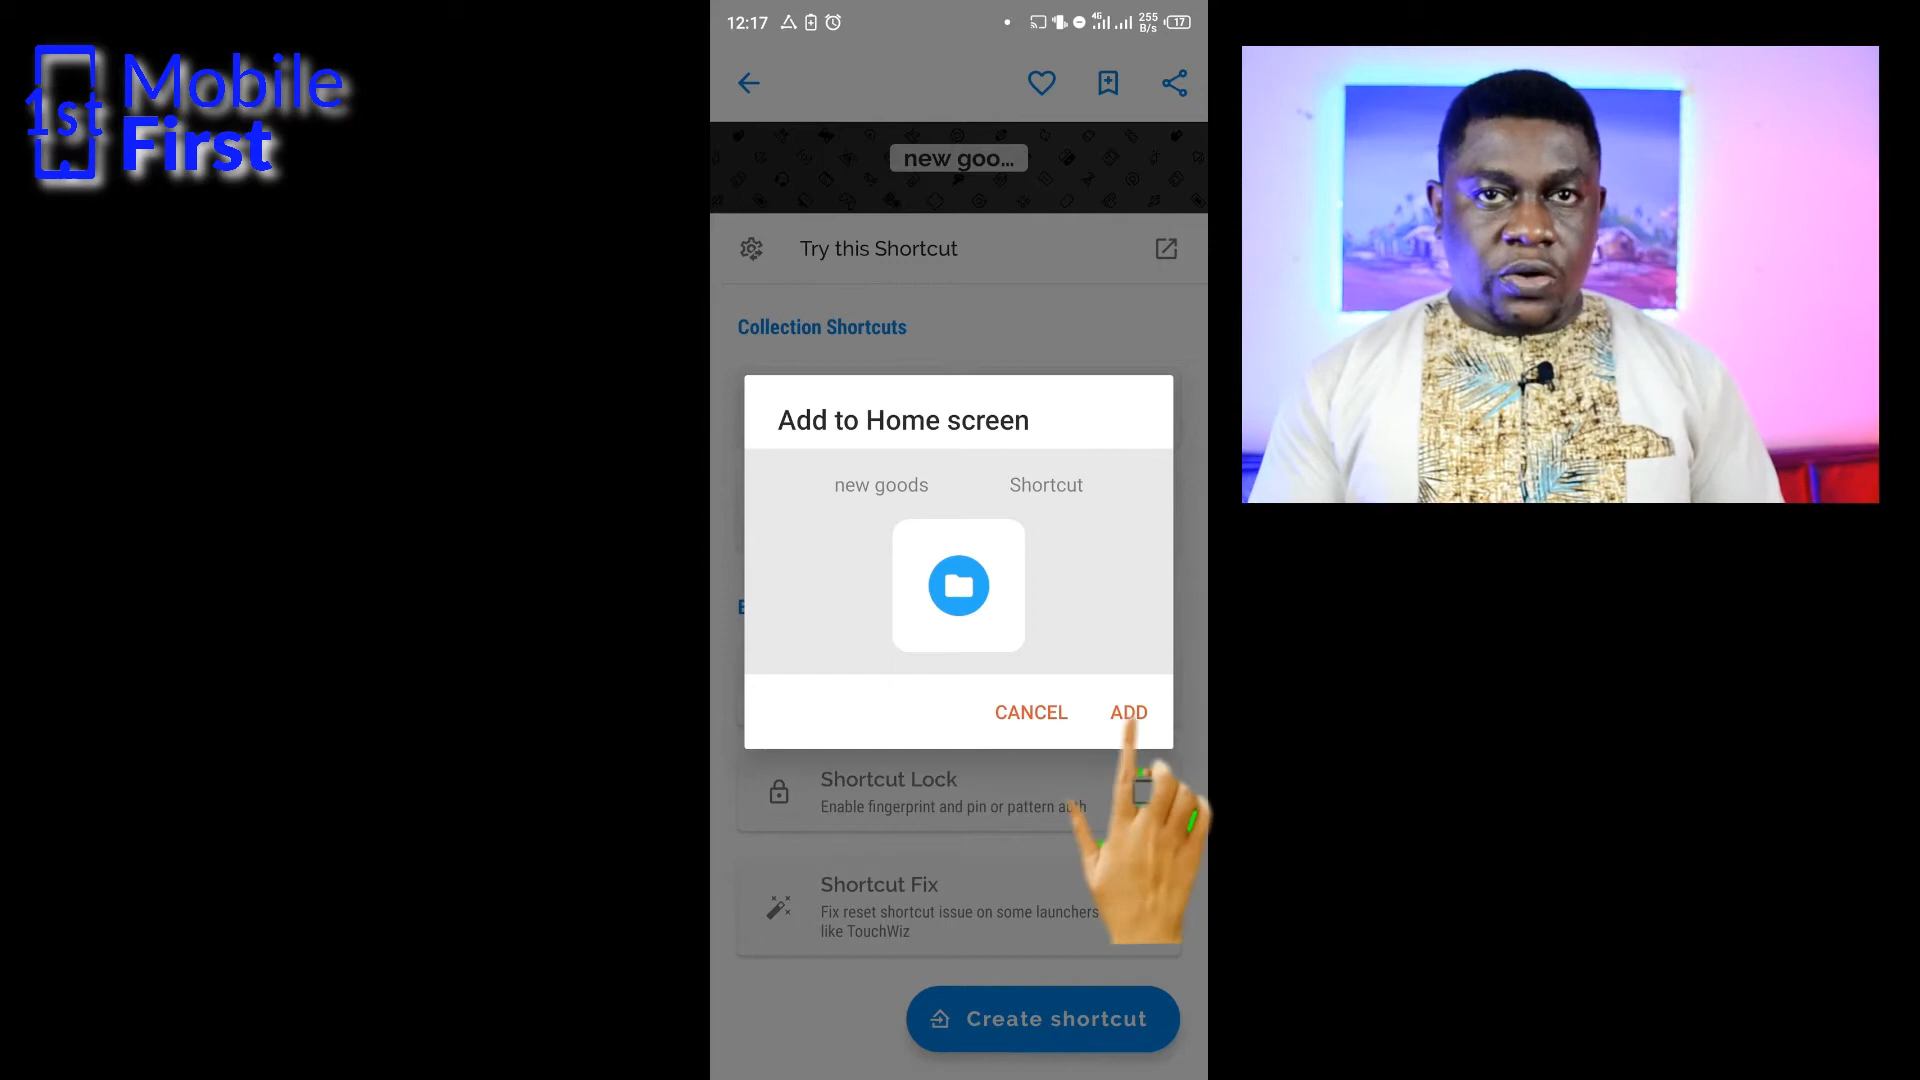 1st
Mobile
First
12:17
4G
255
B/s
17
new goo...
Try this Shortcut
Collection Shortcuts
Add to Home screen
new goods
Shortcut
CANCEL
ADD
Shortcut Lock
Enable fingerprint and pin or pattern auth
Shortcut Fix
Fix reset shortcut issue on some launchers
like TouchWiz
Create shortcut